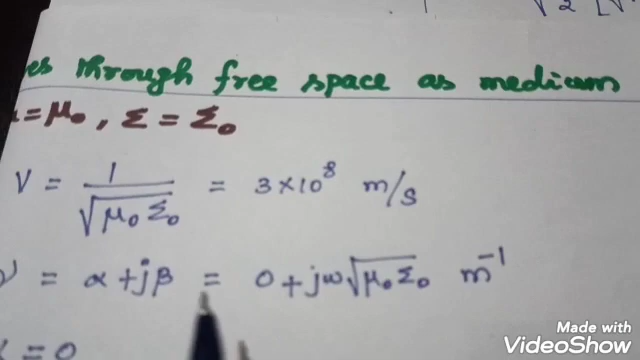 through free space as medium
= μ₀, Σ = Σ₀
V = 1/√(μ₀Σ₀) = 3×10⁸ m/s
= α + jβ = 0 + jω√(μ₀Σ₀) m⁻¹
= 0
Made with
VideoShow